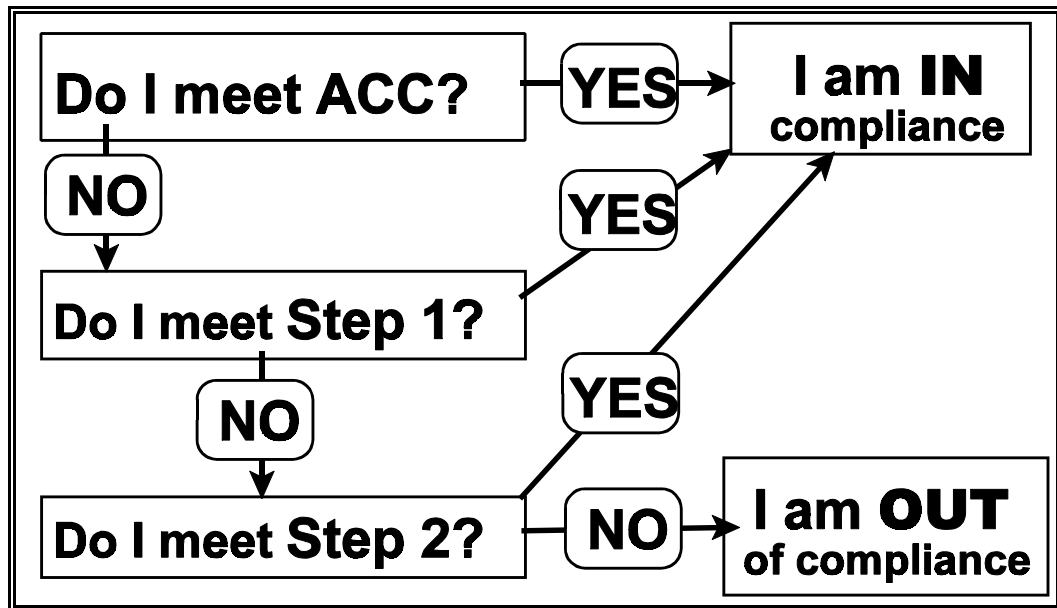 Do I meet ACC?
YES
I am IN
compliance
NO
YES
Do I meet Step 1?
NO
YES
Do I meet Step 2?
NO
I am OUT
of compliance